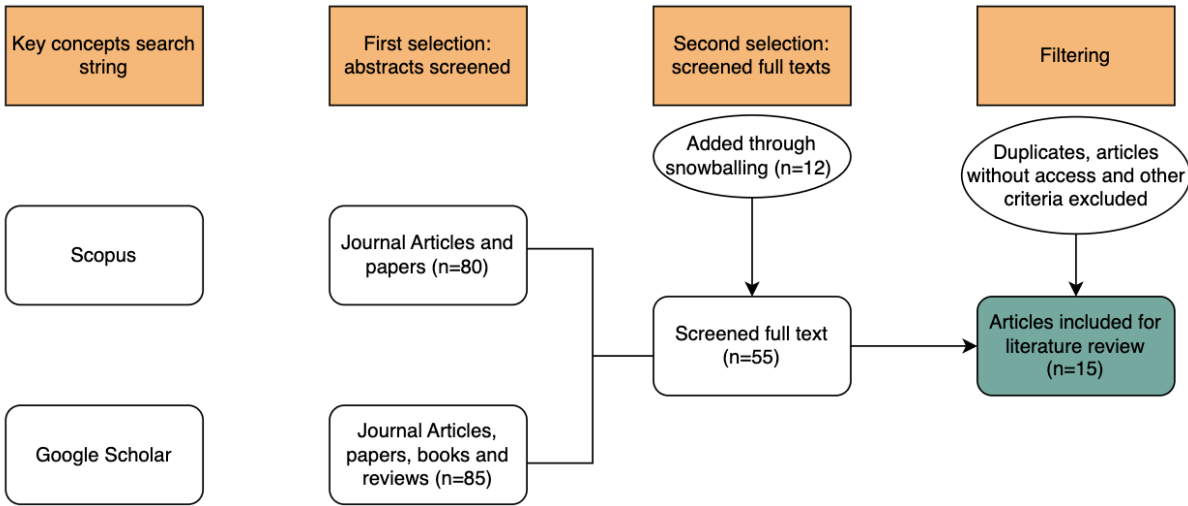 Key concepts search
string
First selection:
abstracts screened
Second selection:
screened full texts
Filtering
Added through
snowballing (n=12)
Duplicates, articles
without access and other
criteria excluded
Scopus
Journal Articles and
papers (n=80)
Screened full text
(n=55)
Articles included for
literature review
(n=15)
Google Scholar
Journal Articles,
papers, books and
reviews (n=85)